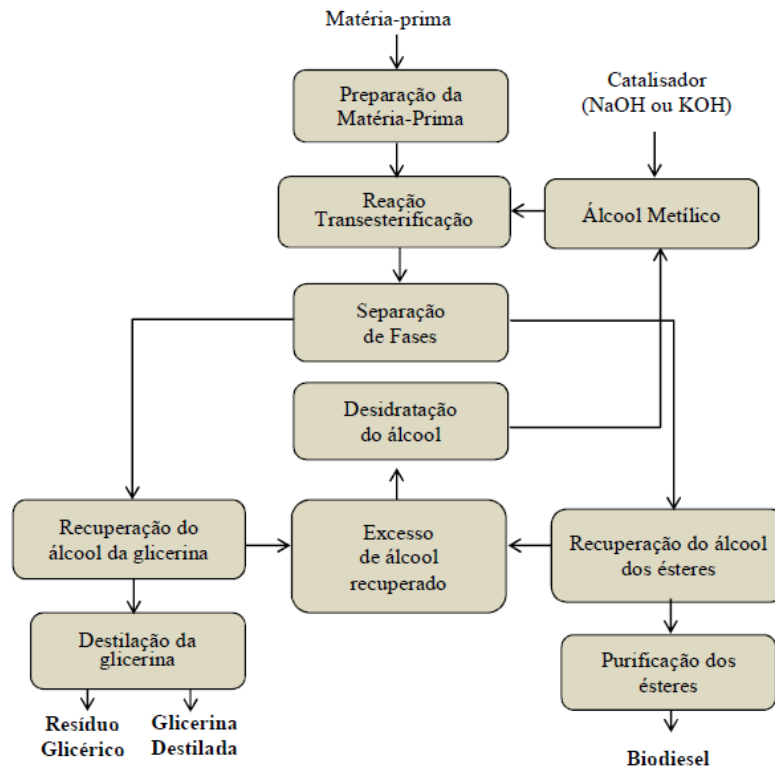 Matéria-prima
Preparação da
Matéria-Prima
Catalisador
(NaOH ou KOH)
Reação
Transesterificação
Álcool Metílico
Separação
de Fases
Desidratação
do álcool
Recuperação do
álcool da glicerina
Excesso
de álcool
recuperado
Recuperação do álcool
dos ésteres
Destilação da
glicerina
Purificação dos
ésteres
Resíduo
Glicérico
Glicerina
Destilada
Biodiesel